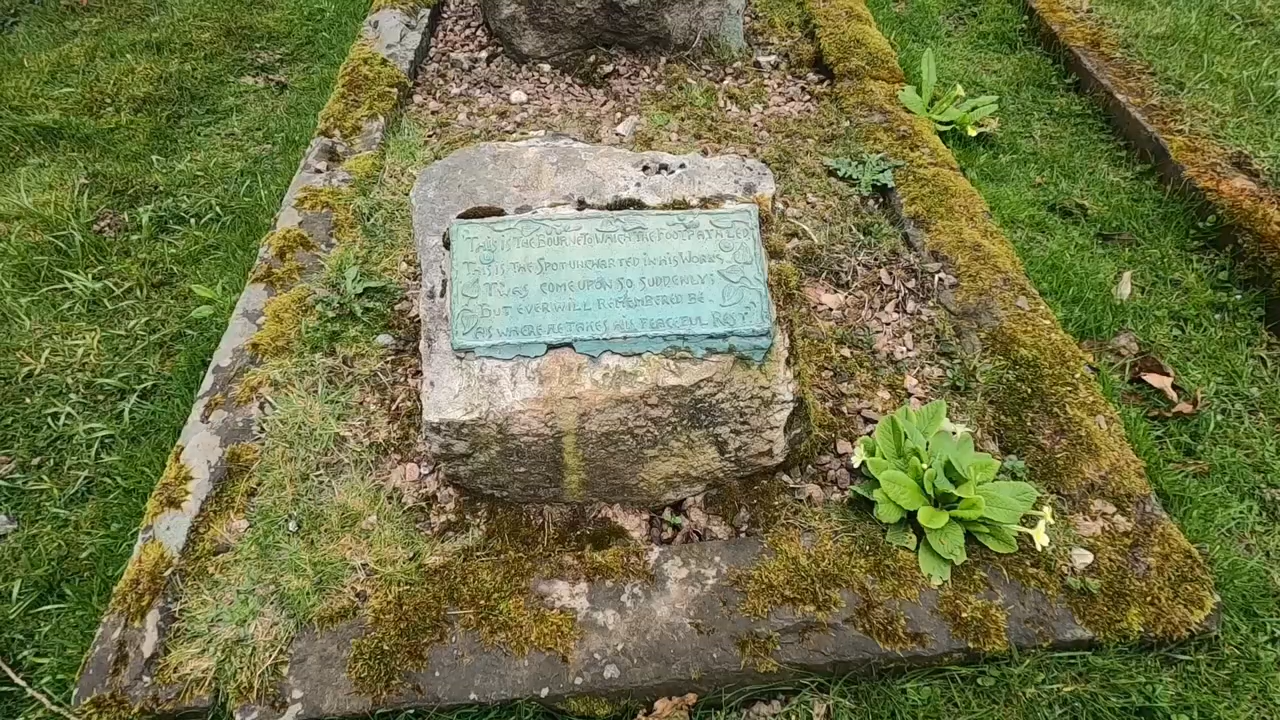 THIS IS THE BOURNE TO WHICH THE FOOTPATH LED
THIS IS THE SPOT UNCHARTED IN HIS WORKS
TWAS COME UPON SO SUDDENLY;
BUT EVER WILL REMEMBERED BE.
AS WHERE HE TAKES HIS PEACEFUL REST.